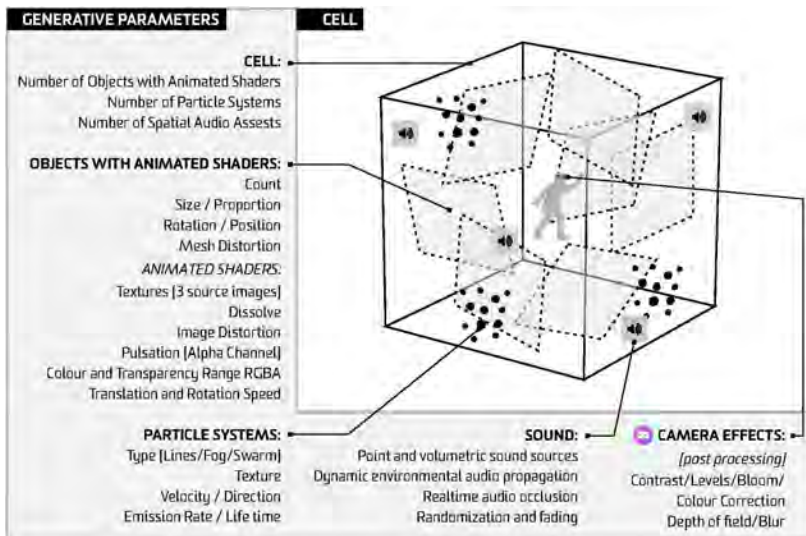 GENERATIVE PARAMETERS
CELL
CELL:
Number of Objects with Animated Shaders
Number of Particle Systems
Number of Spatial Audio Assests
OBJECTS WITH ANIMATED SHADERS:
Count
Size / Proportion
Rotation / Position
Mesh Distortion
ANIMATED SHADERS:
Textures [3 source images]
Dissolve
Image Distortion
Pulsation [Alpha Channel]
Colour and Transparency Range RGBA
Translation and Rotation Speed
PARTICLE SYSTEMS:
Type [Lines/Fog/Swarm]
Texture
Velocity / Direction
Emission Rate / Life time
SOUND:
Point and volumetric sound sources
Dynamic environmental audio propagation
Realtime audio occlusion
Randomization and fading
CAMERA EFFECTS:
[post processing]
Contrast/Levels/Bloom/
Colour Correction
Depth of field/Blur